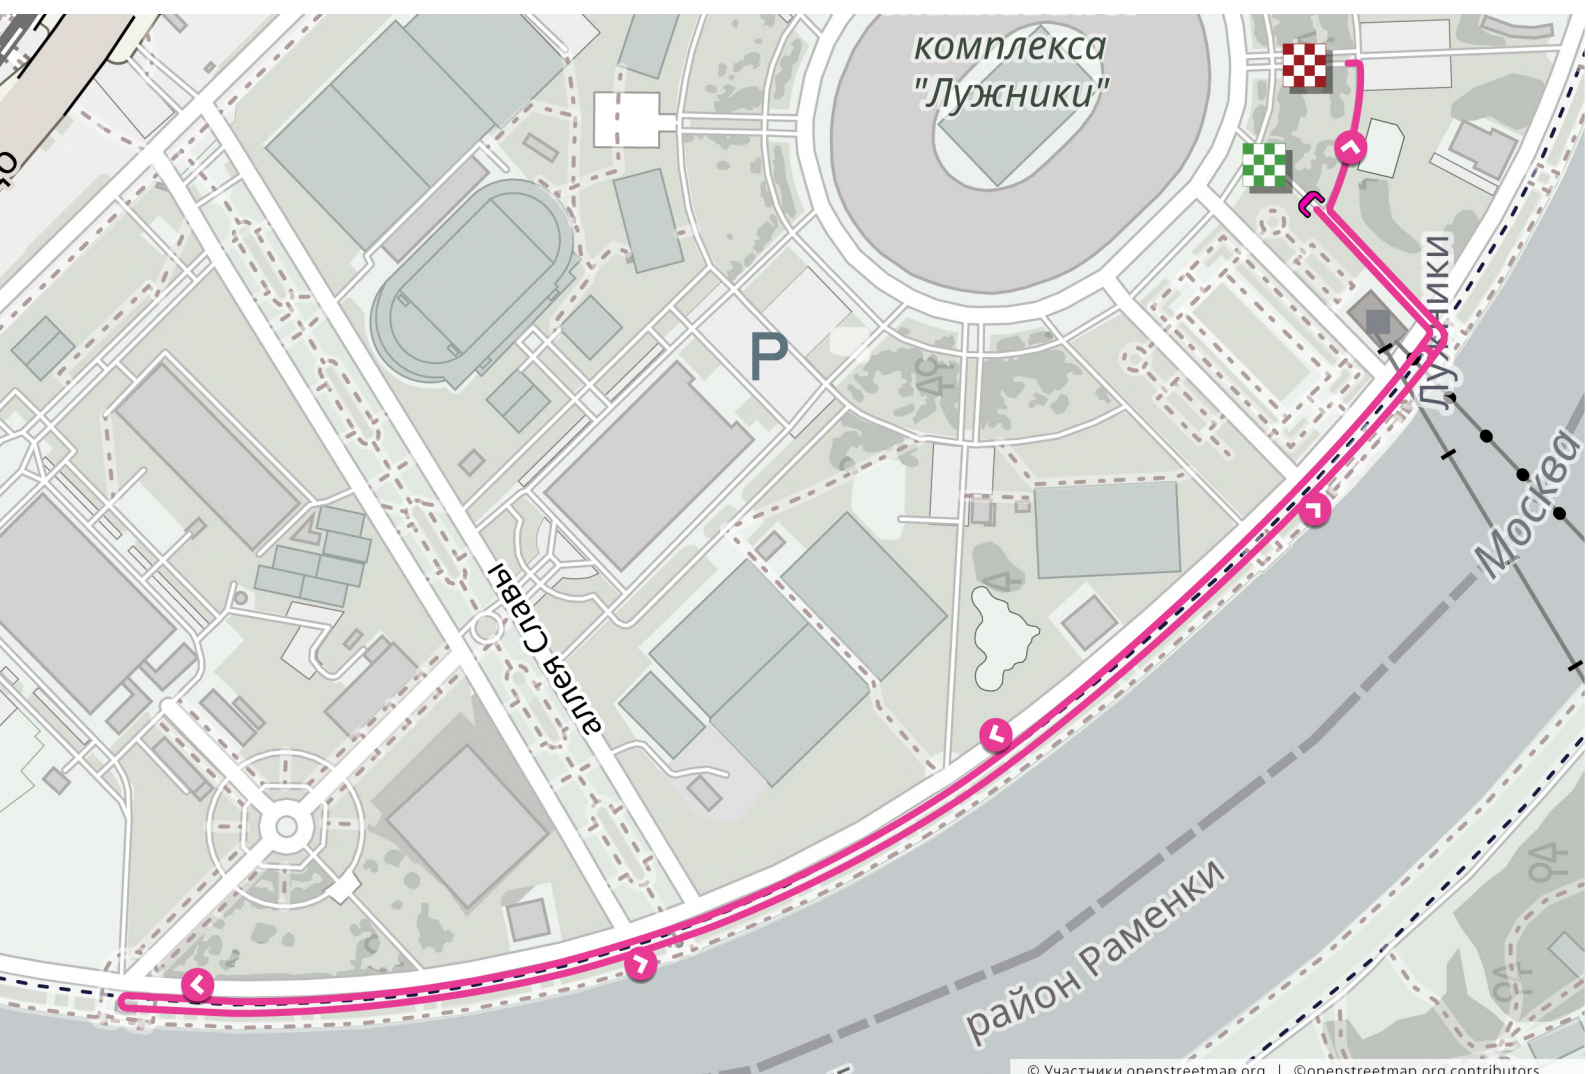 комплекса
"Лужники"
P
Лужники
Москва
аллея Славы
район Раменки
© Участники openstreetmap.org | ©openstreetmap.org contributors